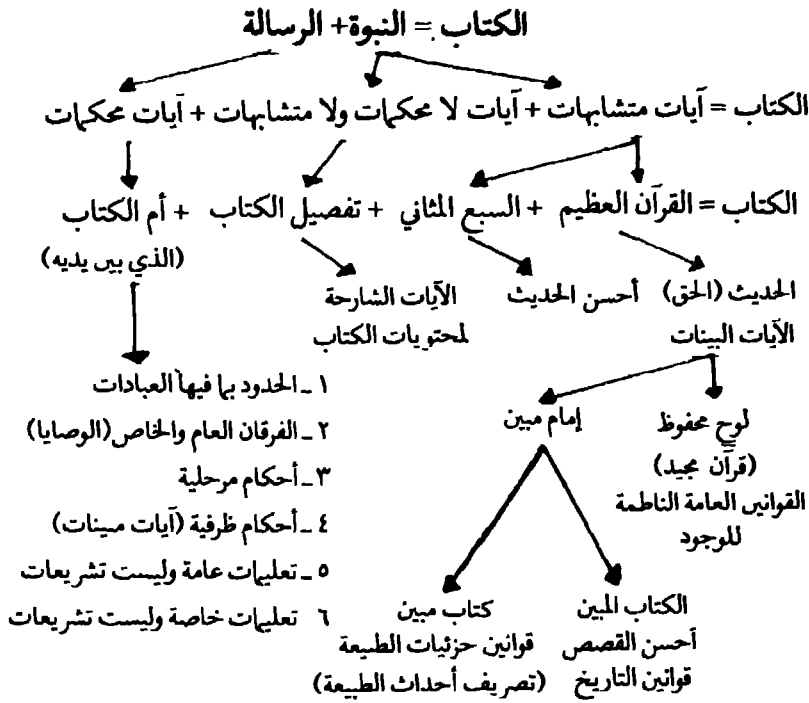 الكتاب = النبوة + الرسالة
الكتاب = آيات متشابهات + آيات لا محكمات ولا متشابهات + آيات محكمات
الكتاب = القرآن العظيم + السبع المثاني + تفصيل الكتاب + أم الكتاب
(الذي بين يديه)
الحديث (الحق)
الآيات البينات
أحسن الحديث
الآيات الشارحة
لمحتويات الكتاب
لوح محفوظ
=
(قرآن مجيد)
القوانين العامة الناظمة
للوجود
إمام مبين
الكتاب المبين
أحسن القصص
قوانين التاريخ
كتاب مبين
قوانين جزئيات الطبيعة
(تصريف أحداث الطبيعة)
١ ـ الحدود بما فيها العبادات
٢ ـ الفرقان العام والخاص (الوصايا)
٣ ـ أحكام مرحلية
٤ ـ أحكام ظرفية (آيات مبينات)
٥ ـ تعليمات عامة وليست تشريعات
٦ تعليمات خاصة وليست تشريعات